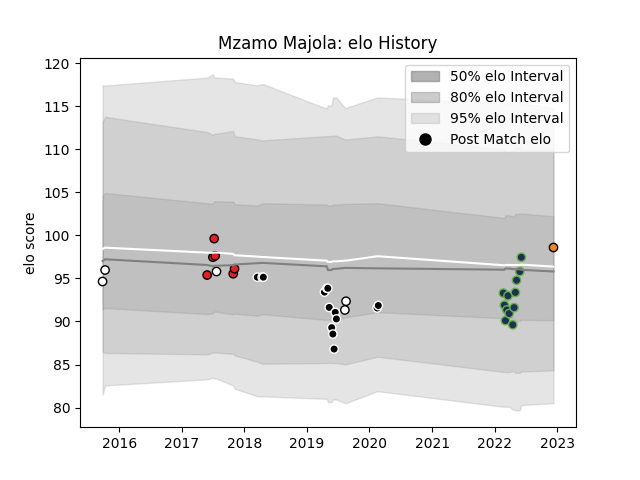 Mzamo Majola: elo History
120
115
110
105
100
95
90
85
80
elo score
50% elo Interval
80% elo Interval
95% elo Interval
Post Match elo
2016 2017 2018 2019 2020 2021 2022 2023